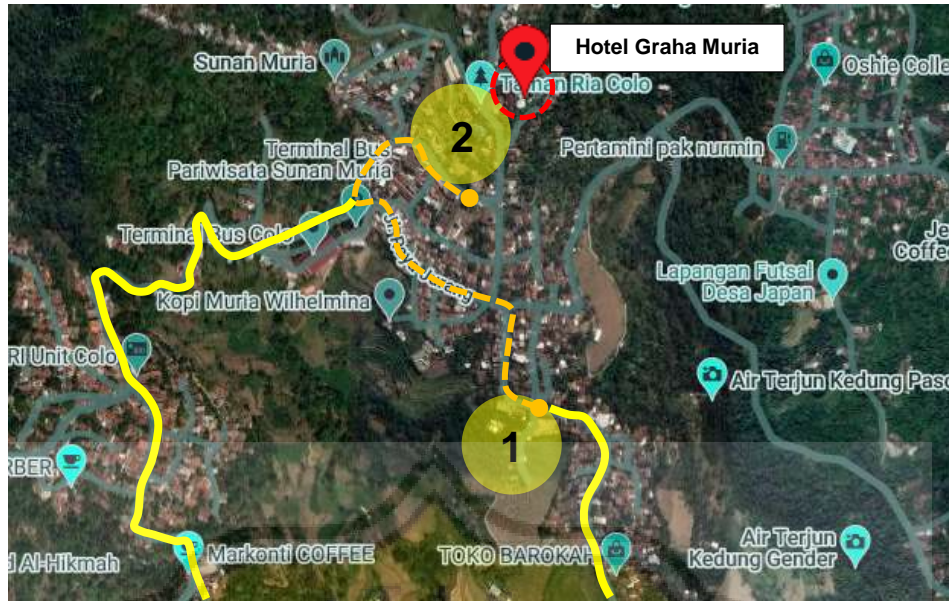 Hotel Graha Muria
Sunan Muria
Taman Ria Colo
Oshie Colle
2
Terminal Bus
Pariwisata Sunan Muria
Pertamini pak nurmin
Terminal Bus Colo
Je
Coffee
Kopi Muria Wilhelmina
Lapangan Futsal
Desa Japan
RI Unit Colo
Air Terjun Kedung Paso
1
RBER
Markonti COFFEE
TOKO BAROKAH
Air Terjun
Kedung Gender
d Al-Hikmah